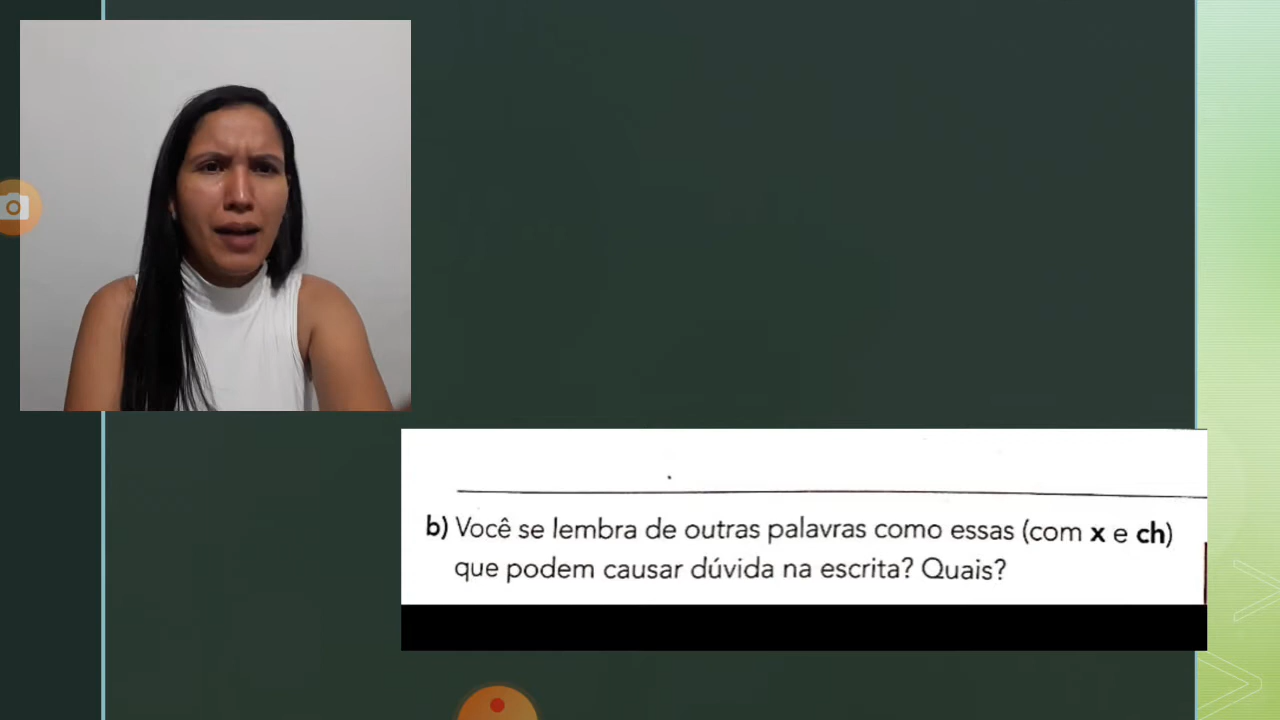 b) Você se lembra de outras palavras como essas (com x e ch)
que podem causar dúvida na escrita? Quais?